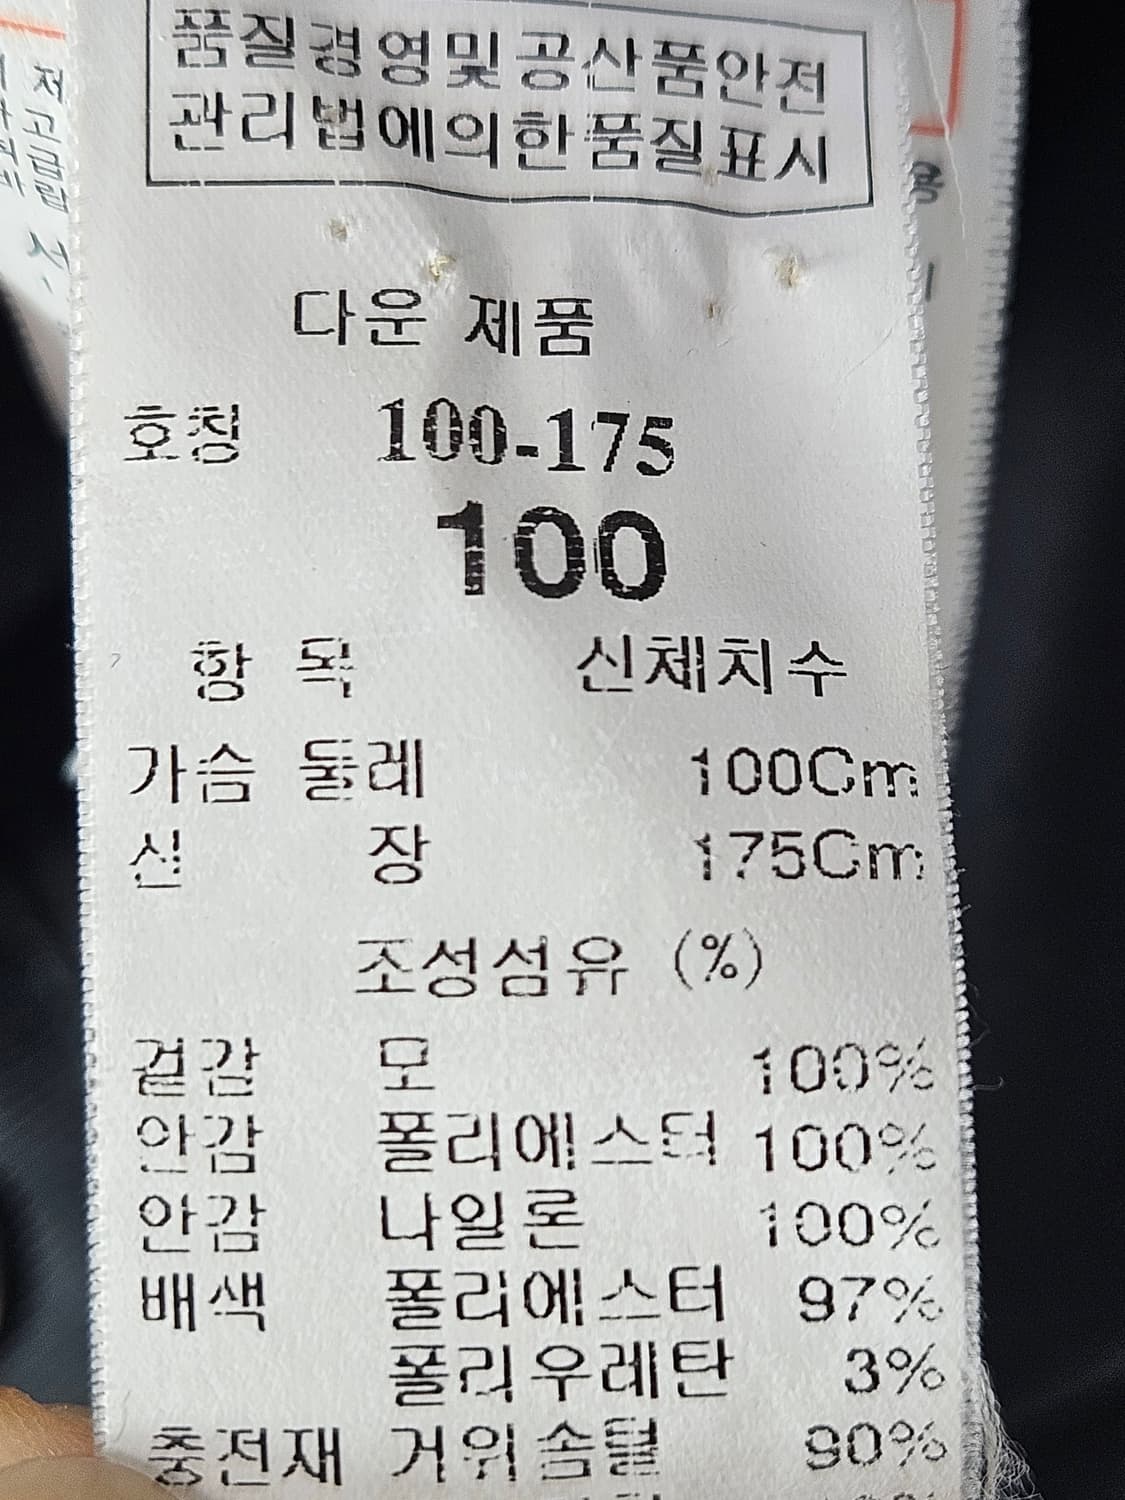 품질경영및공산품안전
관리법에의한품질표시
다운 제품
호칭 100-175
100
항 목 신체치수
가슴 둘레 100Cm
신 장 175Cm
조성섬유 (%)
겉감 모 100%
안감 폴리에스터 100%
안감 나일론 100%
배색 폴리에스터 97%
폴리우레탄 3%
충전재 거위솜털 90%